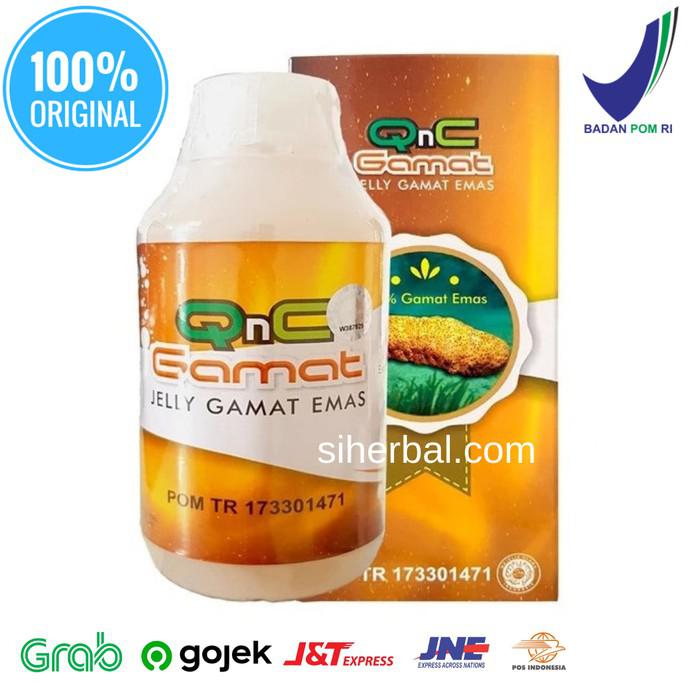 100%
ORIGINAL
BADAN POM RI
QnC
Gamat
JELLY GAMAT EMAS
% Gamat Emas
TR 173301471
QnC
Gamat
JELLY GAMAT EMAS
POM TR 173301471
siherbal.com
Grab
gojek
J&T EXPRESS
JNE
EXPRESS ACROSS NATIONS
POS INDONESIA